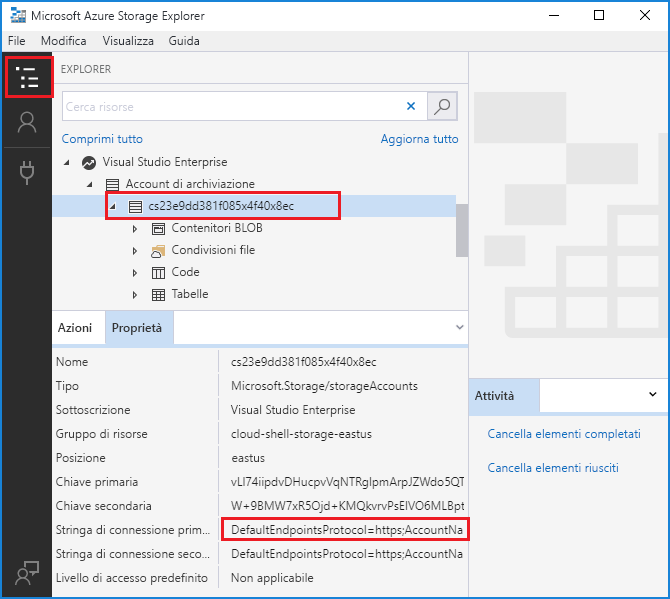 Microsoft Azure Storage Explorer
File Modifica Visualizza Guida
EXPLORER
Cerca risorse
Comprimi tutto Aggiorna tutto
Visual Studio Enterprise
Account di archiviazione
cs23e9dd381f085x4f40x8ec
Contenitori BLOB
Condivisioni file
Code
Tabelle
Azioni Proprietà
Nome cs23e9dd381f085x4f40x8ec
Tipo Microsoft.Storage/storageAccounts
Sottoscrizione Visual Studio Enterprise
Gruppo di risorse cloud-shell-storage-eastus
Posizione eastus
Chiave primaria vLl74iipdvDHucpvVqNTRgIpmArpJZWdo5QT
Chiave secondaria W+9BMW7xR5Ojd+KMQkvrvPsEIVO6MLBpt
Stringa di connessione prim... DefaultEndpointsProtocol=https;AccountNa
Stringa di connessione seco... DefaultEndpointsProtocol=https;AccountNa
Livello di accesso predefinito Non applicabile
Attività
Cancella elementi completati
Cancella elementi riusciti